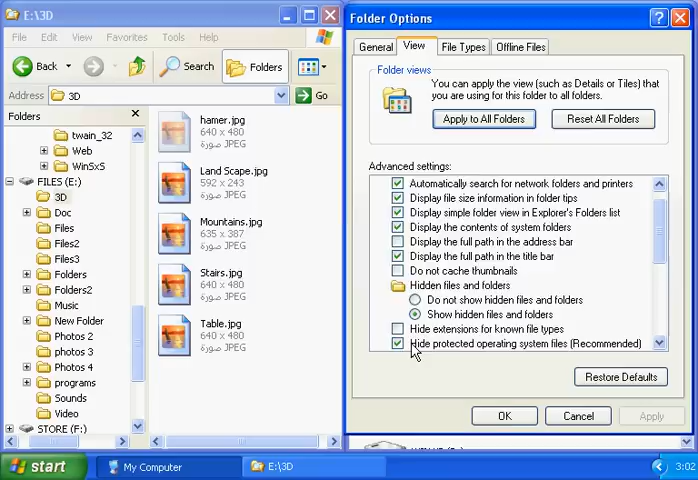 E:\3D
File Edit View Favorites Tools Help
Back Search Folders
Address 3D Go
Folders
twain_32
Web
WinSxS
FILES (E:)
3D
Doc
Files
Files2
Files3
Folders
Folders2
Music
New Folder
Photos 2
photos 3
Photos 4
programs
Sounds
Video
STORE (F:)
hamer.jpg
640 x 480
صورة JPEG
Land Scape.jpg
592 x 243
صورة JPEG
Mountains.jpg
635 x 387
صورة JPEG
Stairs.jpg
640 x 480
صورة JPEG
Table.jpg
640 x 480
صورة JPEG
Folder Options
General View File Types Offline Files
Folder views
You can apply the view (such as Details or Tiles) that
you are using for this folder to all folders.
Apply to All Folders Reset All Folders
Advanced settings:
Automatically search for network folders and printers
Display file size information in folder tips
Display simple folder view in Explorer's Folders list
Display the contents of system folders
Display the full path in the address bar
Display the full path in the title bar
Do not cache thumbnails
Hidden files and folders
Do not show hidden files and folders
Show hidden files and folders
Hide extensions for known file types
Hide protected operating system files (Recommended)
Restore Defaults
OK Cancel Apply
start My Computer E:\3D 3:02